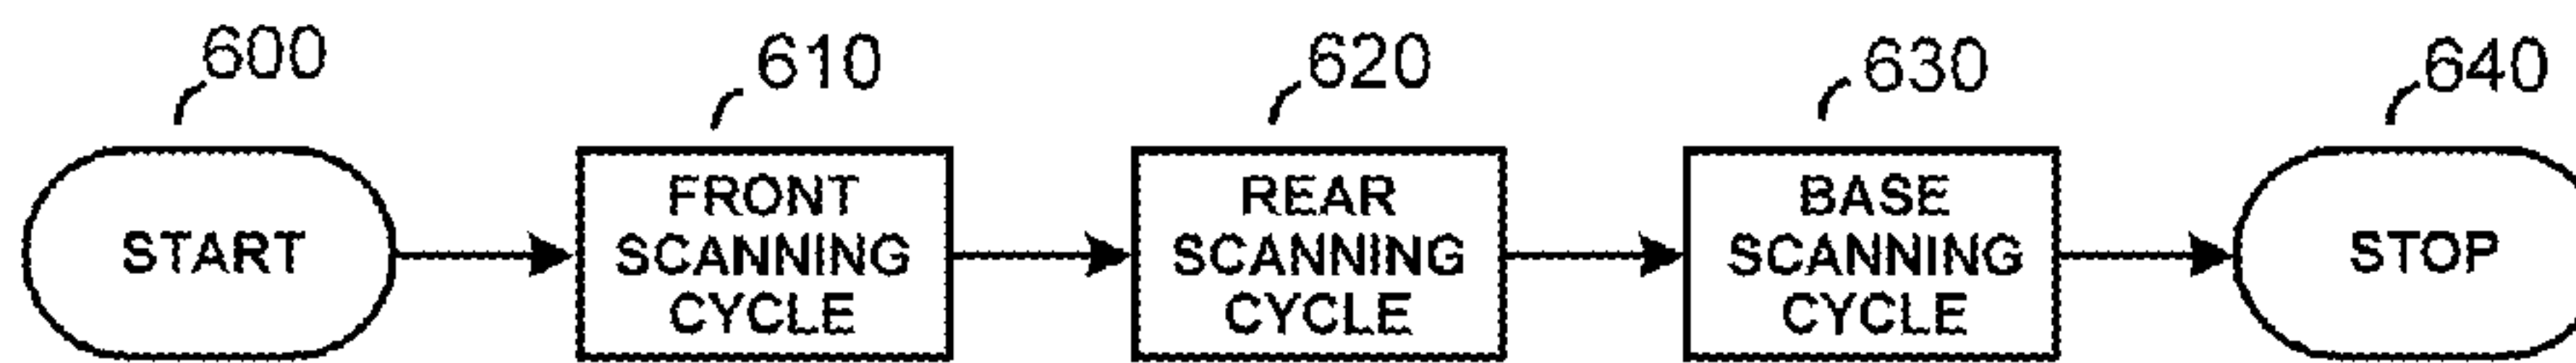 600
610
620
630
640
START
FRONT
SCANNING
CYCLE
REAR
SCANNING
CYCLE
BASE
SCANNING
CYCLE
STOP